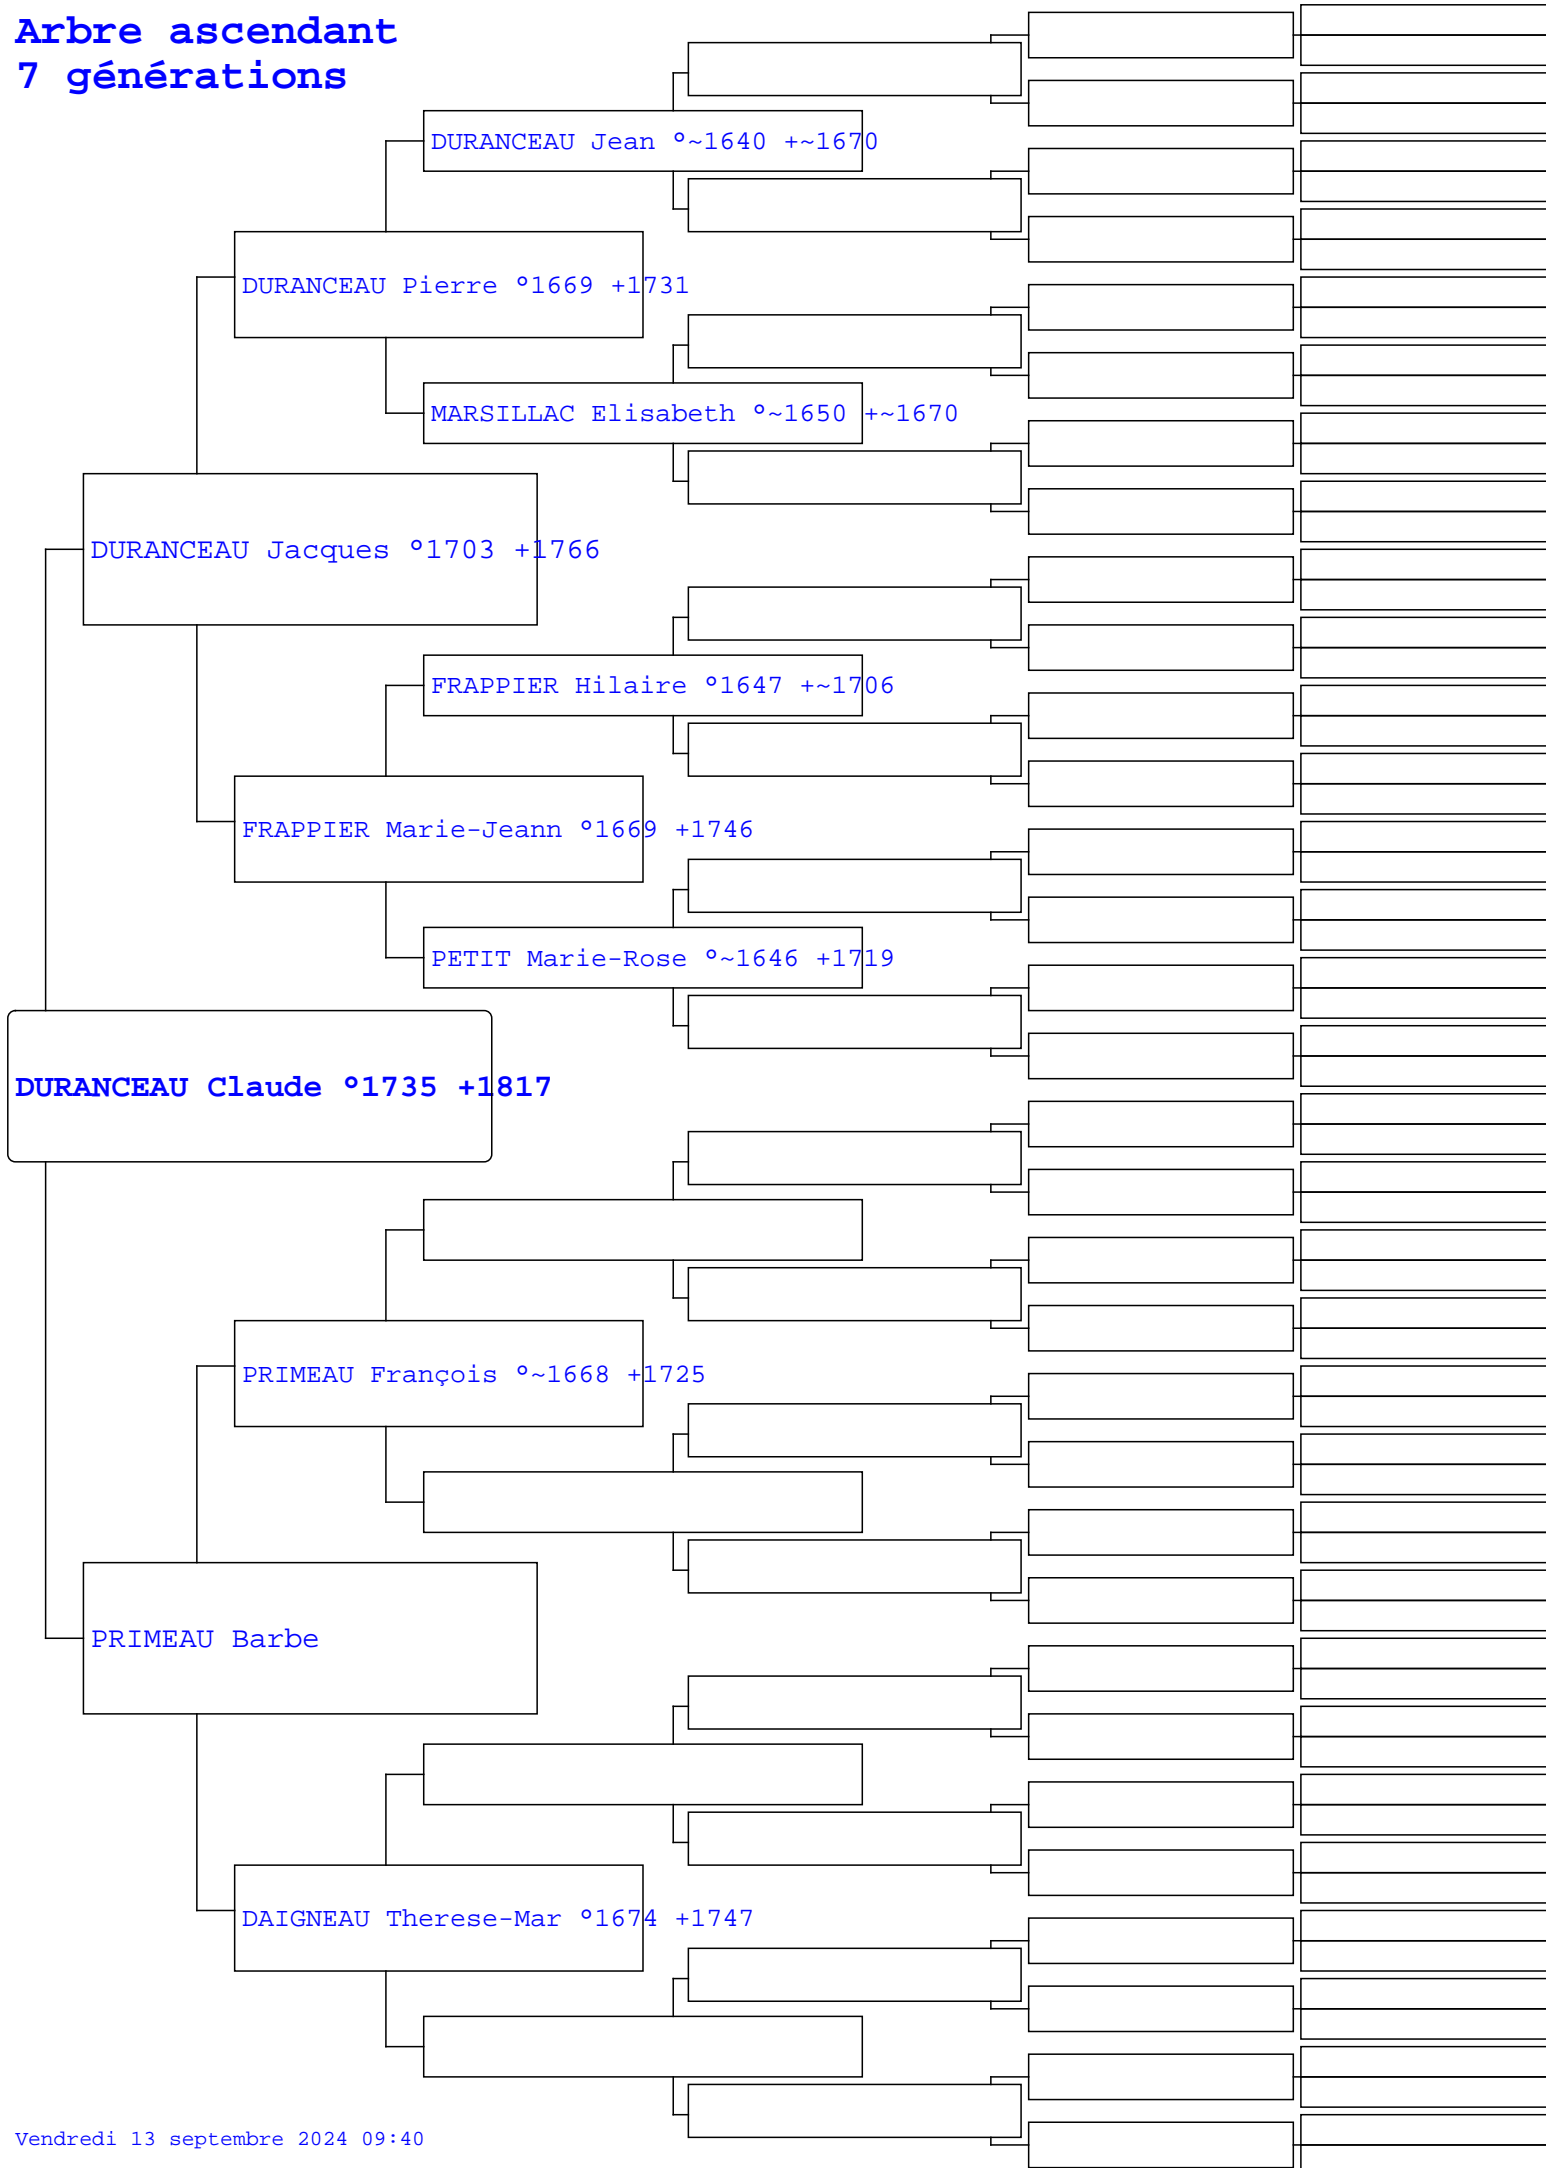 Arbre ascendant
7 générations
DURANCEAU Jean °~1640 +~1670
DURANCEAU Pierre °1669 +1731
MARSILLAC Elisabeth °~1650 +~1670
DURANCEAU Jacques °1703 +1766
FRAPPIER Hilaire °1647 +~1706
FRAPPIER Marie-Jeann °1669 +1746
PETIT Marie-Rose °~1646 +1719
DURANCEAU Claude °1735 +1817
PRIMEAU François °~1668 +1725
PRIMEAU Barbe
DAIGNEAU Therese-Mar °1674 +1747
Vendredi 13 septembre 2024 09:40